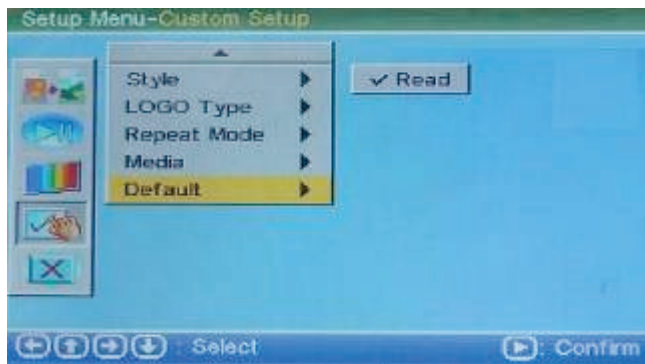 Setup Menu-Custom Setup
Style
LOGO Type
Repeat Mode
Media
Default
✓ Read
: Select
: Confirm